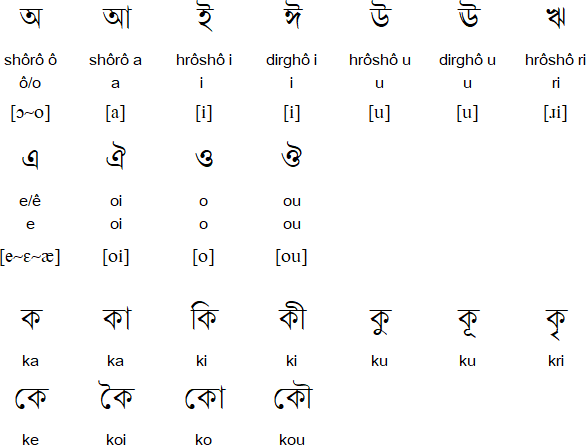 অ আ ই ঈ উ ঊ ঋ
shôrô ô shôrô a hrôshô i dirghô i hrôshô u dirghô u hrôshô ri
ô/o a i i u u ri
[ɔ~o] [a] [i] [i] [u] [u] [ɹi]
এ ঐ ও ঔ
e/ê oi o ou
e oi o ou
[e~ɛ~æ] [oi] [o] [ou]
ক কা কি কী কু কূ কৃ
ka ka ki ki ku ku kri
কে কৈ কো কৌ
ke koi ko kou